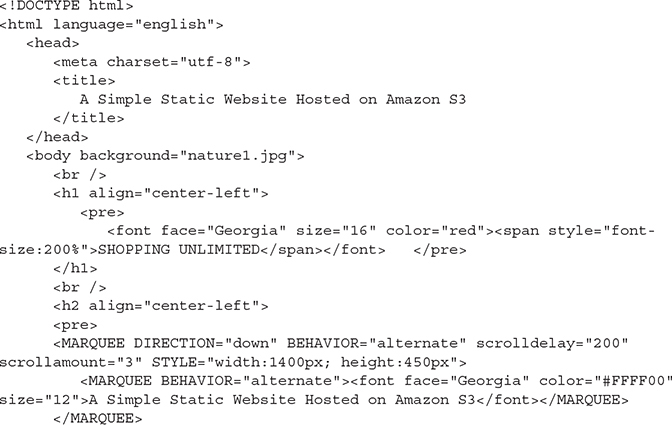 <!DOCTYPE html>
<html language="english">
<head>
<meta charset="utf-8">
<title>
A Simple Static Website Hosted on Amazon S3
</title>
</head>
<body background="nature1.jpg">
<br />
<h1 align="center-left">
<pre>
<font face="Georgia" size="16" color="red"><span style="font-
size:200%">SHOPPING UNLIMITED</span></font>   </pre>
</h1>
<br />
<h2 align="center-left">
<pre>
<MARQUEE DIRECTION="down" BEHAVIOR="alternate" scrolldelay="200"
scrollamount="3" STYLE="width:1400px; height:450px">
<MARQUEE BEHAVIOR="alternate"><font face="Georgia" color="#FFFF00"
size="12">A Simple Static Website Hosted on Amazon S3</font></MARQUEE>
</MARQUEE>